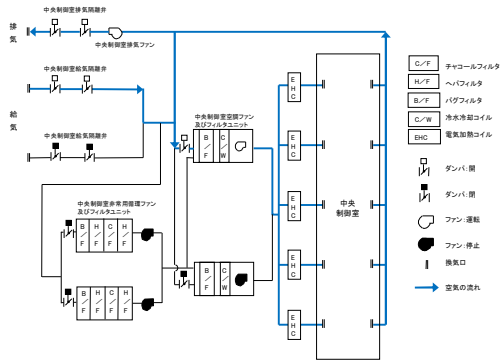 中央制御室排気隔離弁
排
気
中央制御室排気ファン
中央制御室給気隔離弁
給
気
中央制御室給気隔離弁
中央制御室空調ファン
及びフィルタユニット
B/F
C/W
中央制御室非常用循環ファン
及びフィルタユニット
B/F
H/F
C/F
H/F
B/F
H/F
C/F
H/F
B/F
C/W
EHC
EHC
EHC
EHC
EHC
中央
制御室
C/F
チャコールフィルタ
H/F
へパフィルタ
B/F
バグフィルタ
C/W
冷水冷却コイル
EHC
電気加熱コイル
ダンパ:開
ダンパ:閉
ファン:運転
ファン:停止
換気口
空気の流れ